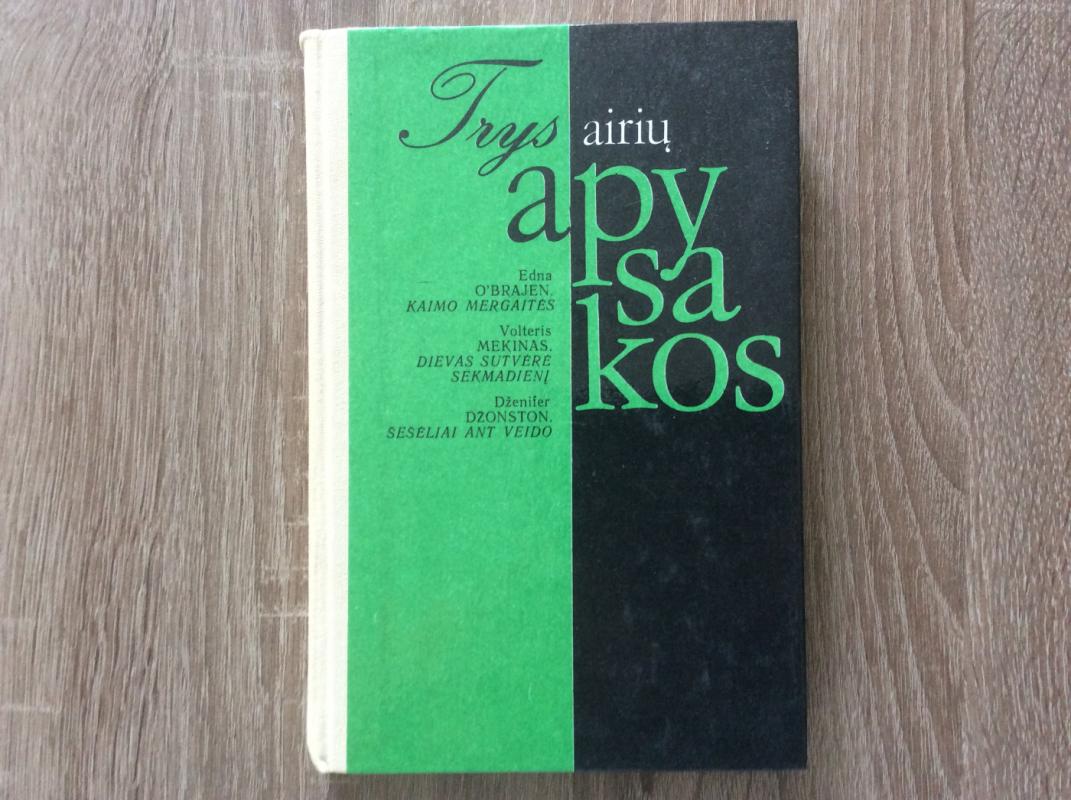 Trys airių
apy
sa
kos
Edna
O'BRAJEN.
KAIMO MERGAITĖS
Volteris
MEKINAS.
DIEVAS SUTVĖRĖ
SEKMADIENĮ
Dženifer
DŽONSTON.
ŠEŠĖLIAI ANT VEIDO